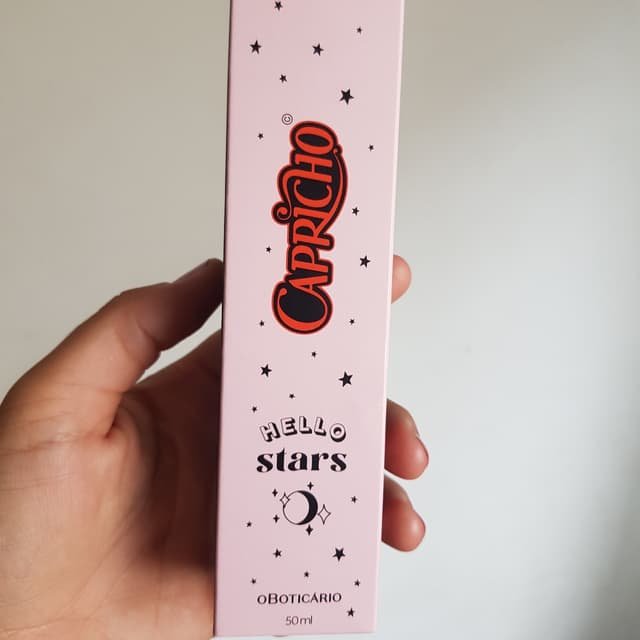 ©
CAPRICHO
HELLO
stars
oBOTICÁRIO
50ml